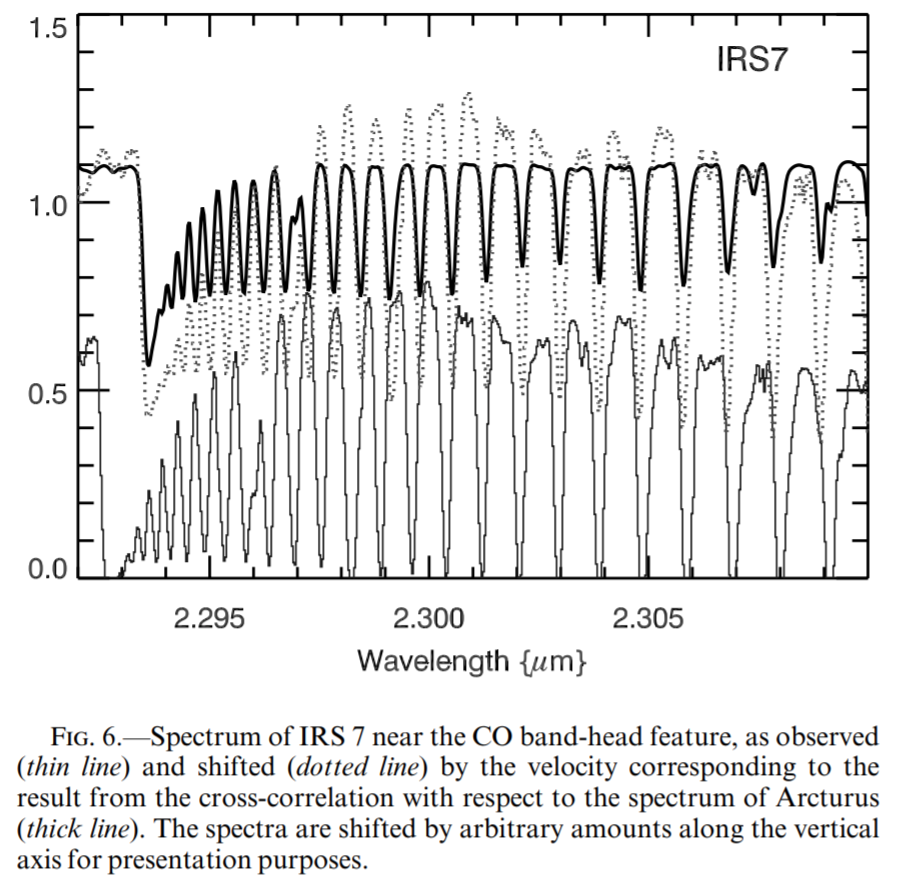 1.5
IRS7
1.0
0.5
0.0
2.295 2.300 2.305
Wavelength {μm}
FIG. 6.—Spectrum of IRS 7 near the CO band-head feature, as observed
(thin line) and shifted (dotted line) by the velocity corresponding to the
result from the cross-correlation with respect to the spectrum of Arcturus
(thick line). The spectra are shifted by arbitrary amounts along the vertical
axis for presentation purposes.